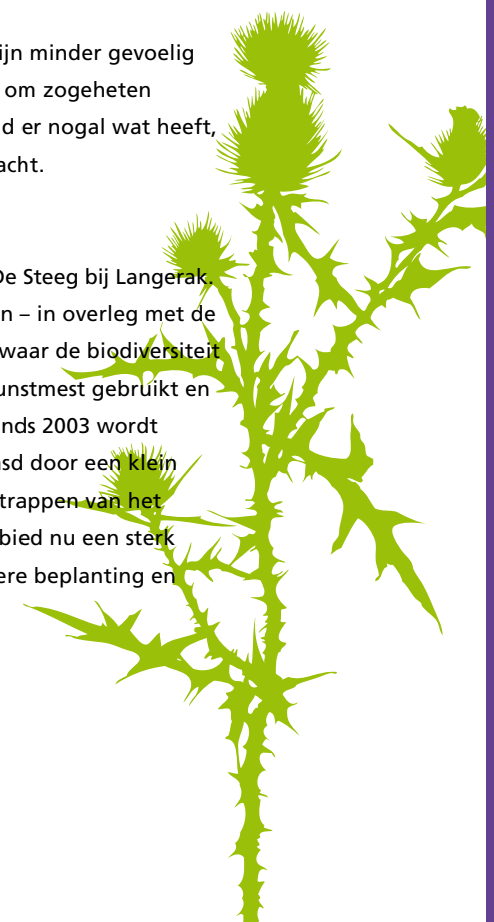 ijn minder gevoelig
om zogeheten
d er nogal wat heeft,
acht.
De Steeg bij Langerak.
n – in overleg met de
waar de biodiversiteit
unstmest gebruikt en
nds 2003 wordt
sd door een klein
trappen van het
bied nu een sterk
ere beplanting en